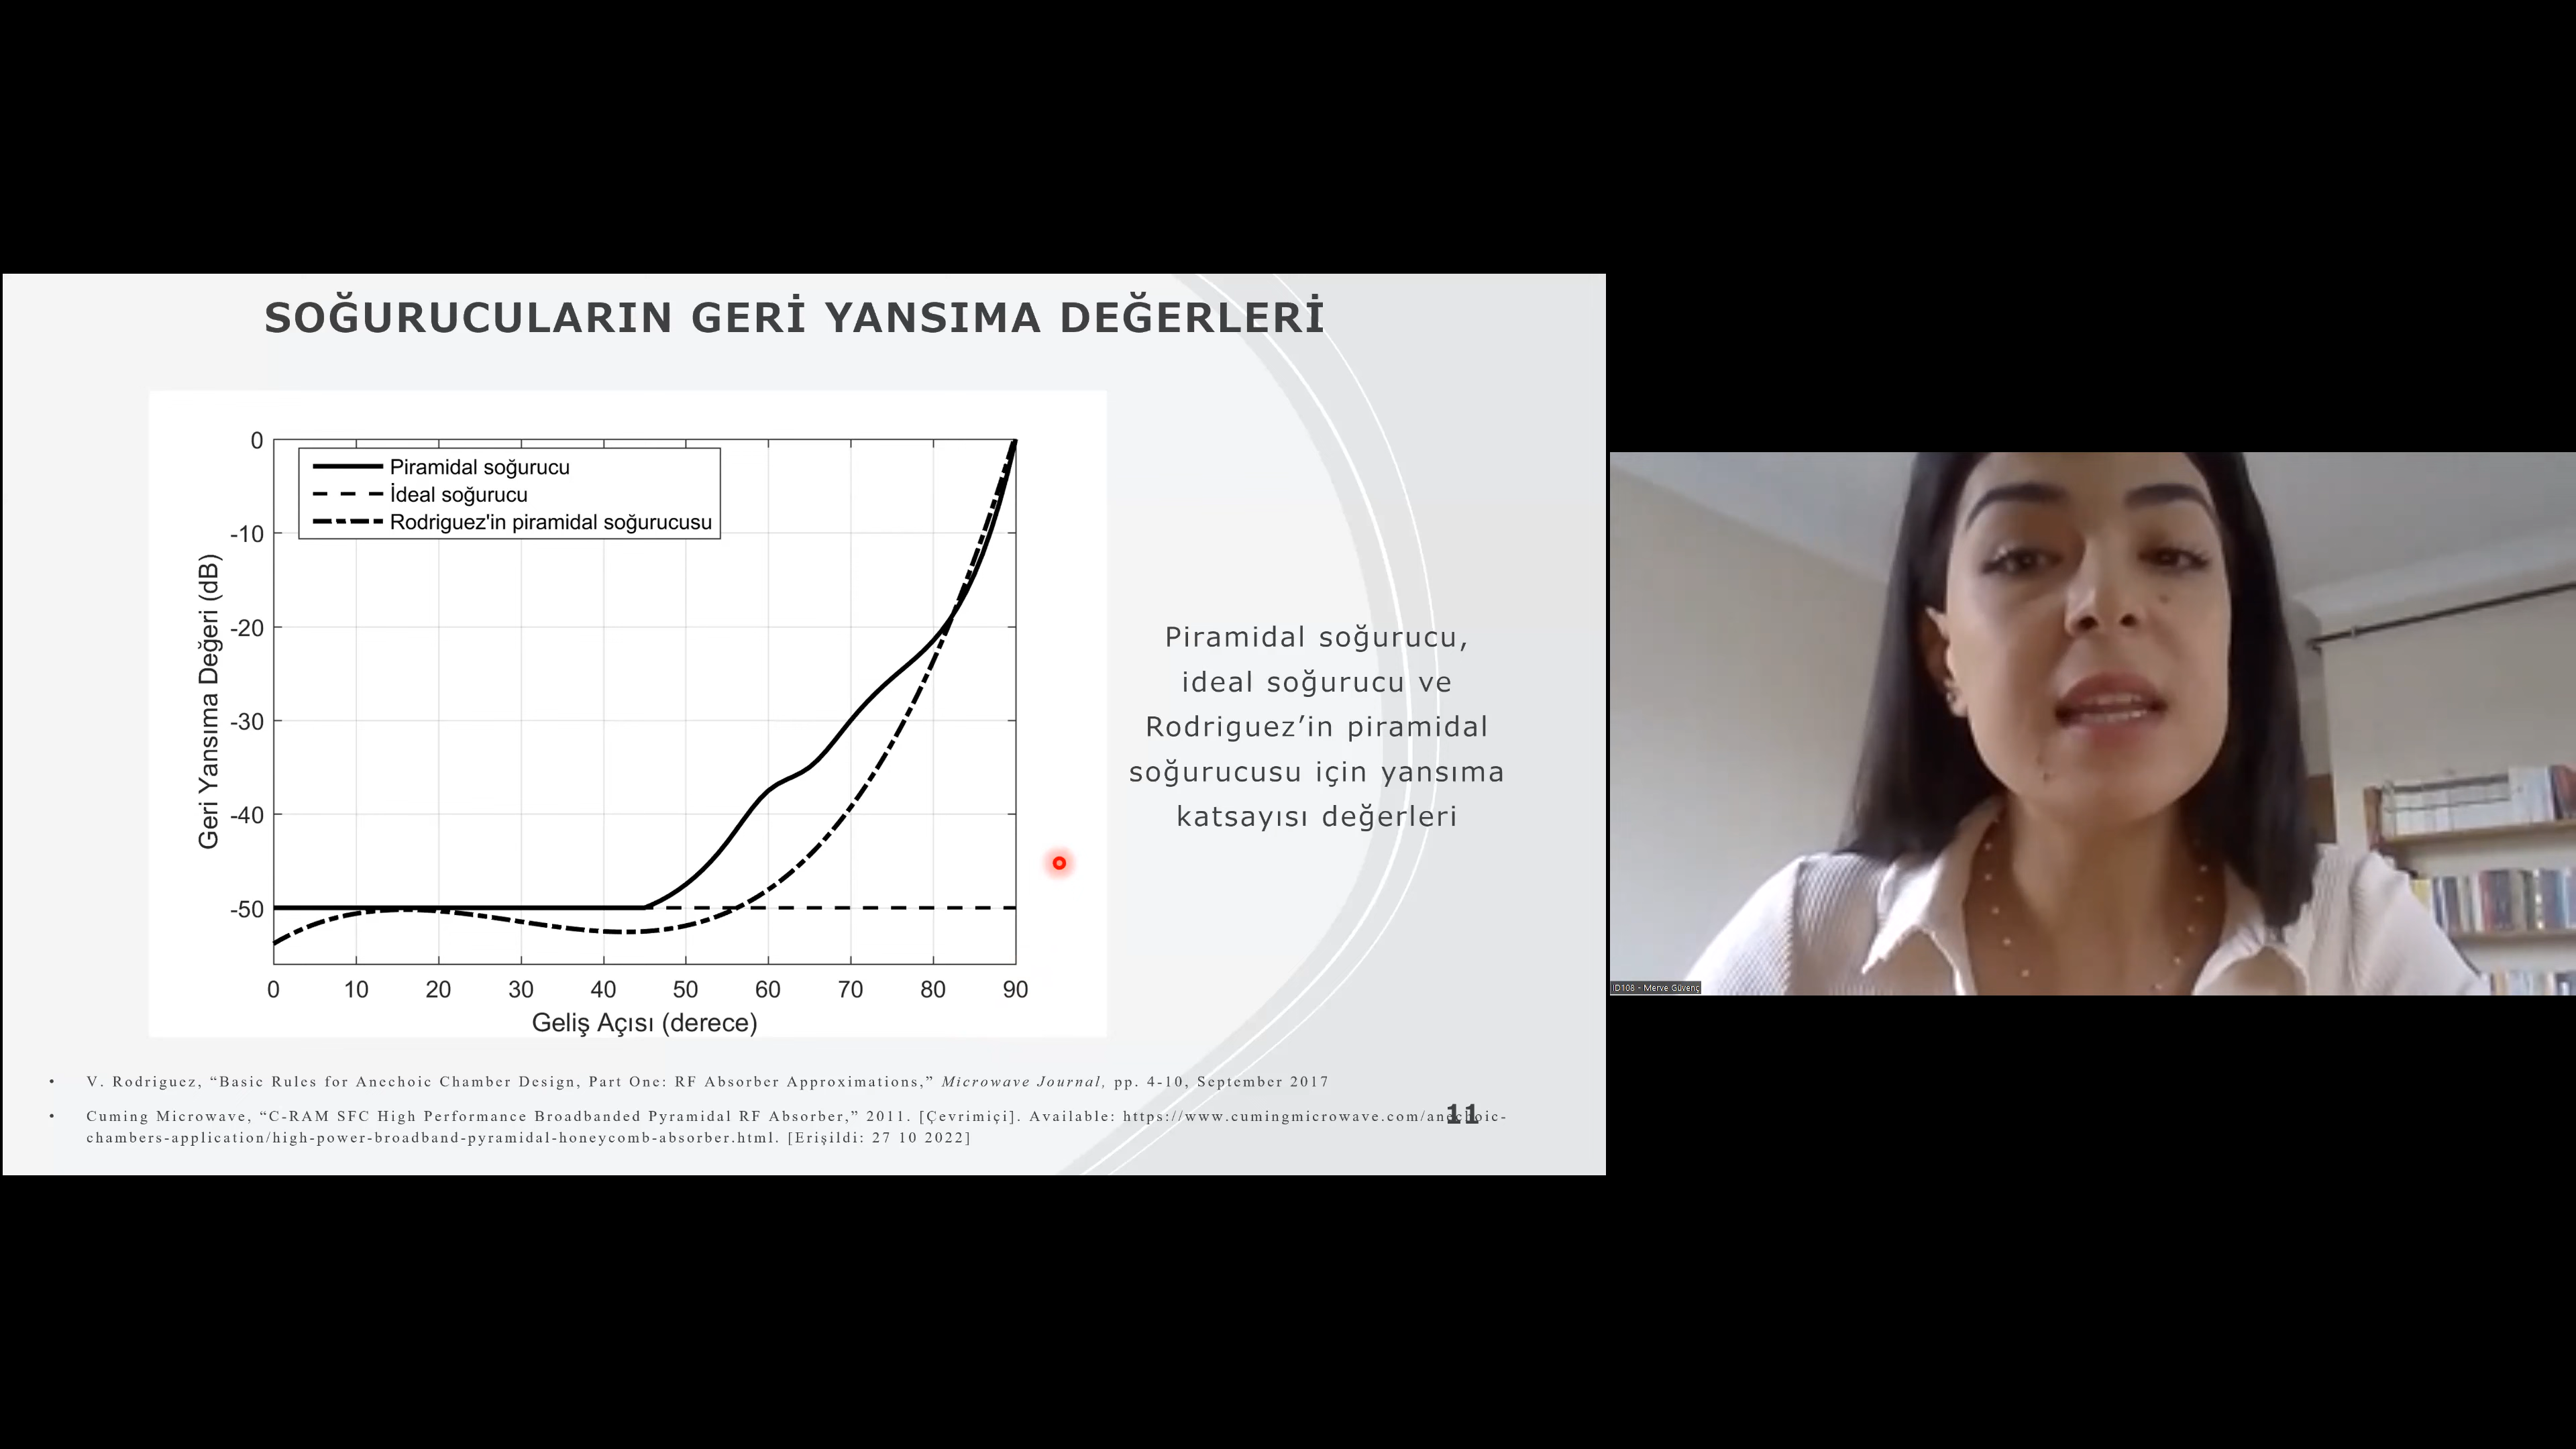 SOĞURUCULARIN GERİ YANSIMA DEĞERLERİ
Geri Yansıma Değeri (dB)
0
-10
-20
-30
-40
-50
Piramidal soğurucu
İdeal soğurucu
Rodriguez'in piramidal soğurucusu
0 10 20 30 40 50 60 70 80 90
Geliş Açısı (derece)
Piramidal soğurucu,
ideal soğurucu ve
Rodriguez’in piramidal
soğurucusu için yansıma
katsayısı değerleri
• V. Rodriguez, “Basic Rules for Anechoic Chamber Design, Part One: RF Absorber Approximations,” Microwave Journal, pp. 4-10, September 2017
• Cuming Microwave, “C-RAM SFC High Performance Broadbanded Pyramidal RF Absorber,” 2011. [Çevrimiçi]. Available: https://www.cumingmicrowave.com/anechoic-
chambers-application/high-power-broadband-pyramidal-honeycomb-absorber.html. [Erişildi: 27 10 2022]
11
ID108 - Merve Güvenç